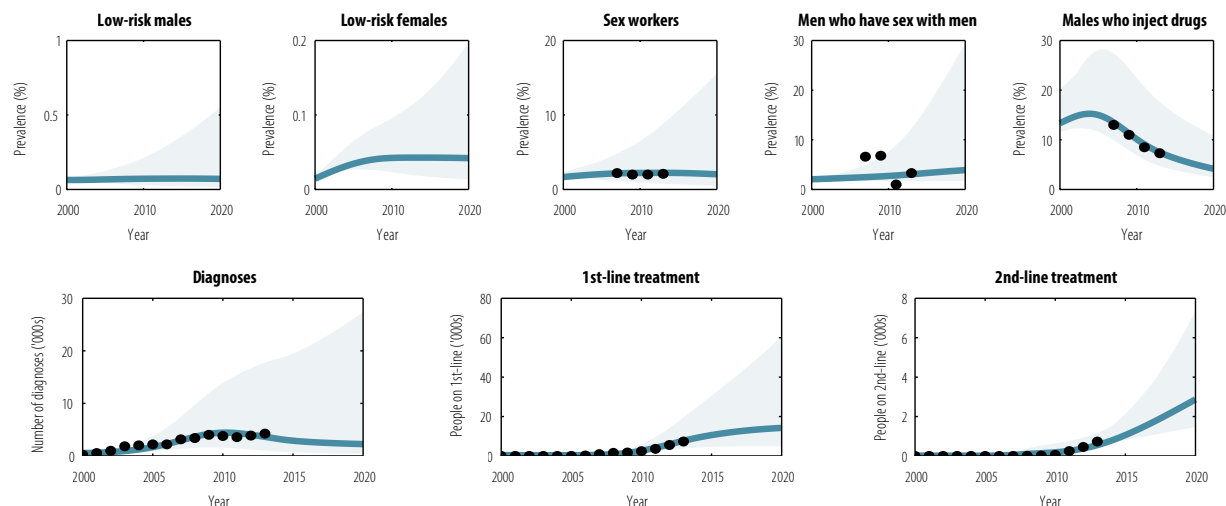 Low-risk males
Low-risk females
Sex workers
Men who have sex with men
Males who inject drugs
Prevalence (%)
1
0.5
0
2000 2010 2020
Year
Prevalence (%)
0.2
0.1
0
2000 2010 2020
Year
Prevalence (%)
20
10
0
2000 2010 2020
Year
Prevalence (%)
30
20
10
0
2000 2010 2020
Year
Prevalence (%)
30
20
10
0
2000 2010 2020
Year
Diagnoses
1st-line treatment
2nd-line treatment
Number of diagnoses ('000s)
30
20
10
0
2000 2005 2010 2015 2020
Year
People on 1st-line ('000s)
80
60
40
20
0
2000 2005 2010 2015 2020
Year
People on 2nd-line ('000s)
8
6
4
2
0
2000 2005 2010 2015 2020
Year